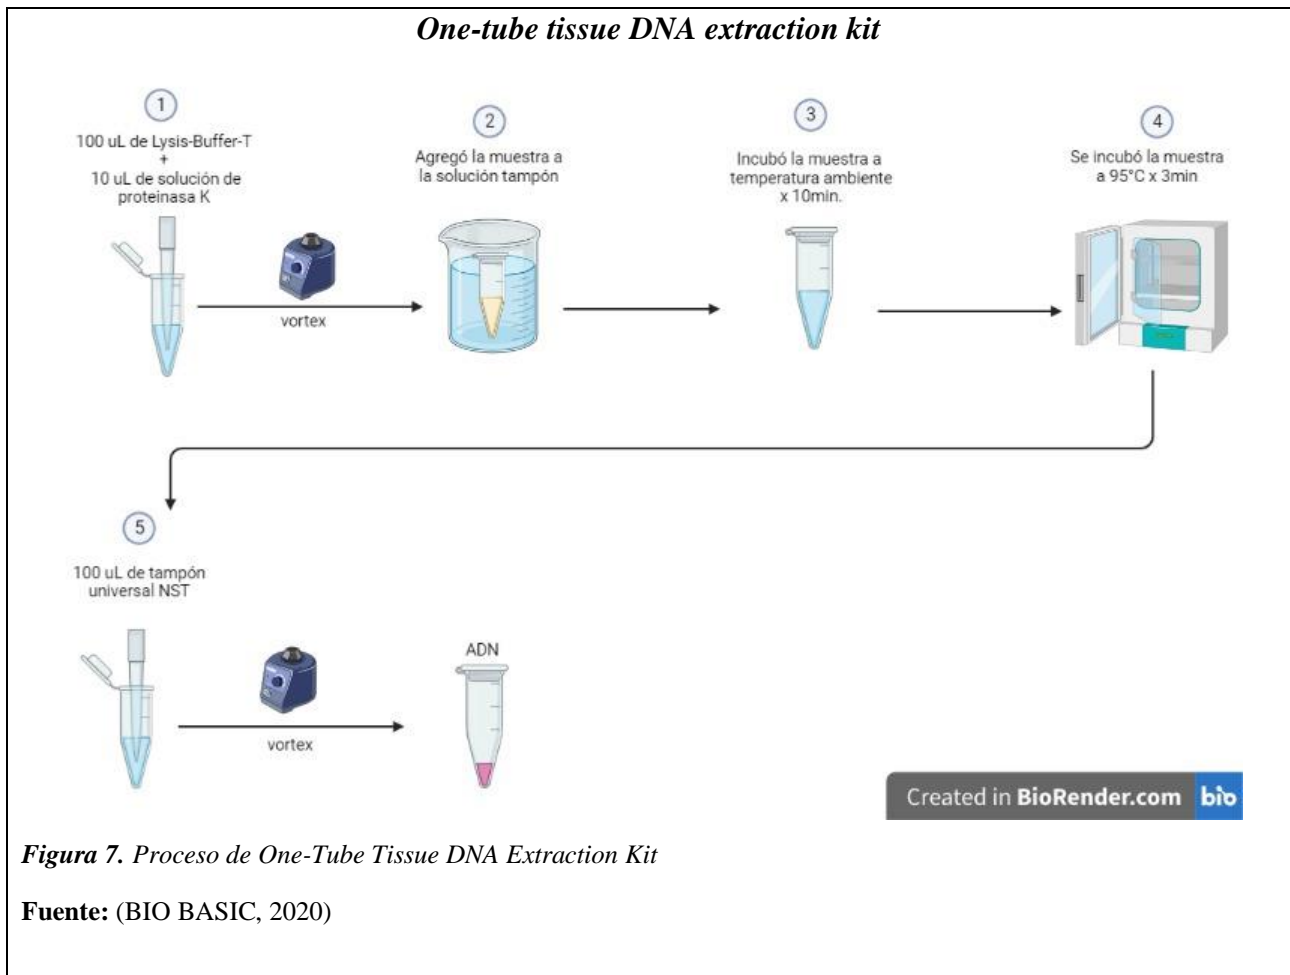 One-tube tissue DNA extraction kit
1
100 uL de Lysis-Buffer-T
+
10 uL de solución de
proteinasa K
vortex
2
Agregó la muestra a
la solución tampón
3
Incubó la muestra a
temperatura ambiente
x 10min.
4
Se incubó la muestra
a 95°C x 3min
5
100 uL de tampón
universal NST
vortex
ADN
Created in BioRender.com bio
Figura 7. Proceso de One-Tube Tissue DNA Extraction Kit
Fuente: (BIO BASIC, 2020)